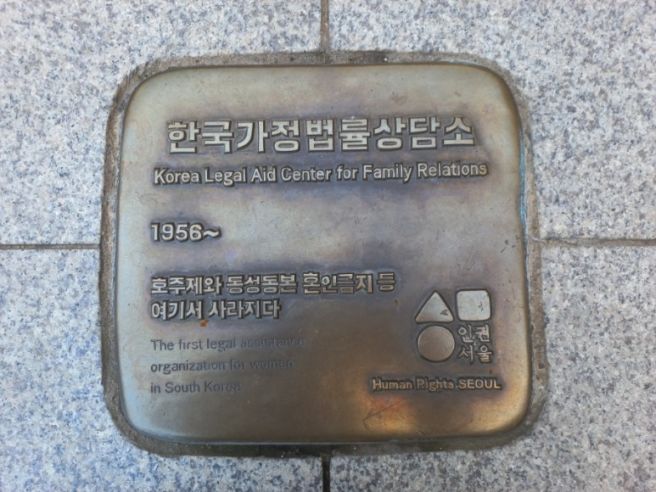 한국가정법률상담소
Korea Legal Aid Center for Family Relations
1956~
호주제와 동성동본 혼인금지 등
여기서 사라지다
The first legal assistance
organization for women
in South Korea
인권
서울
Human Rights SEOUL